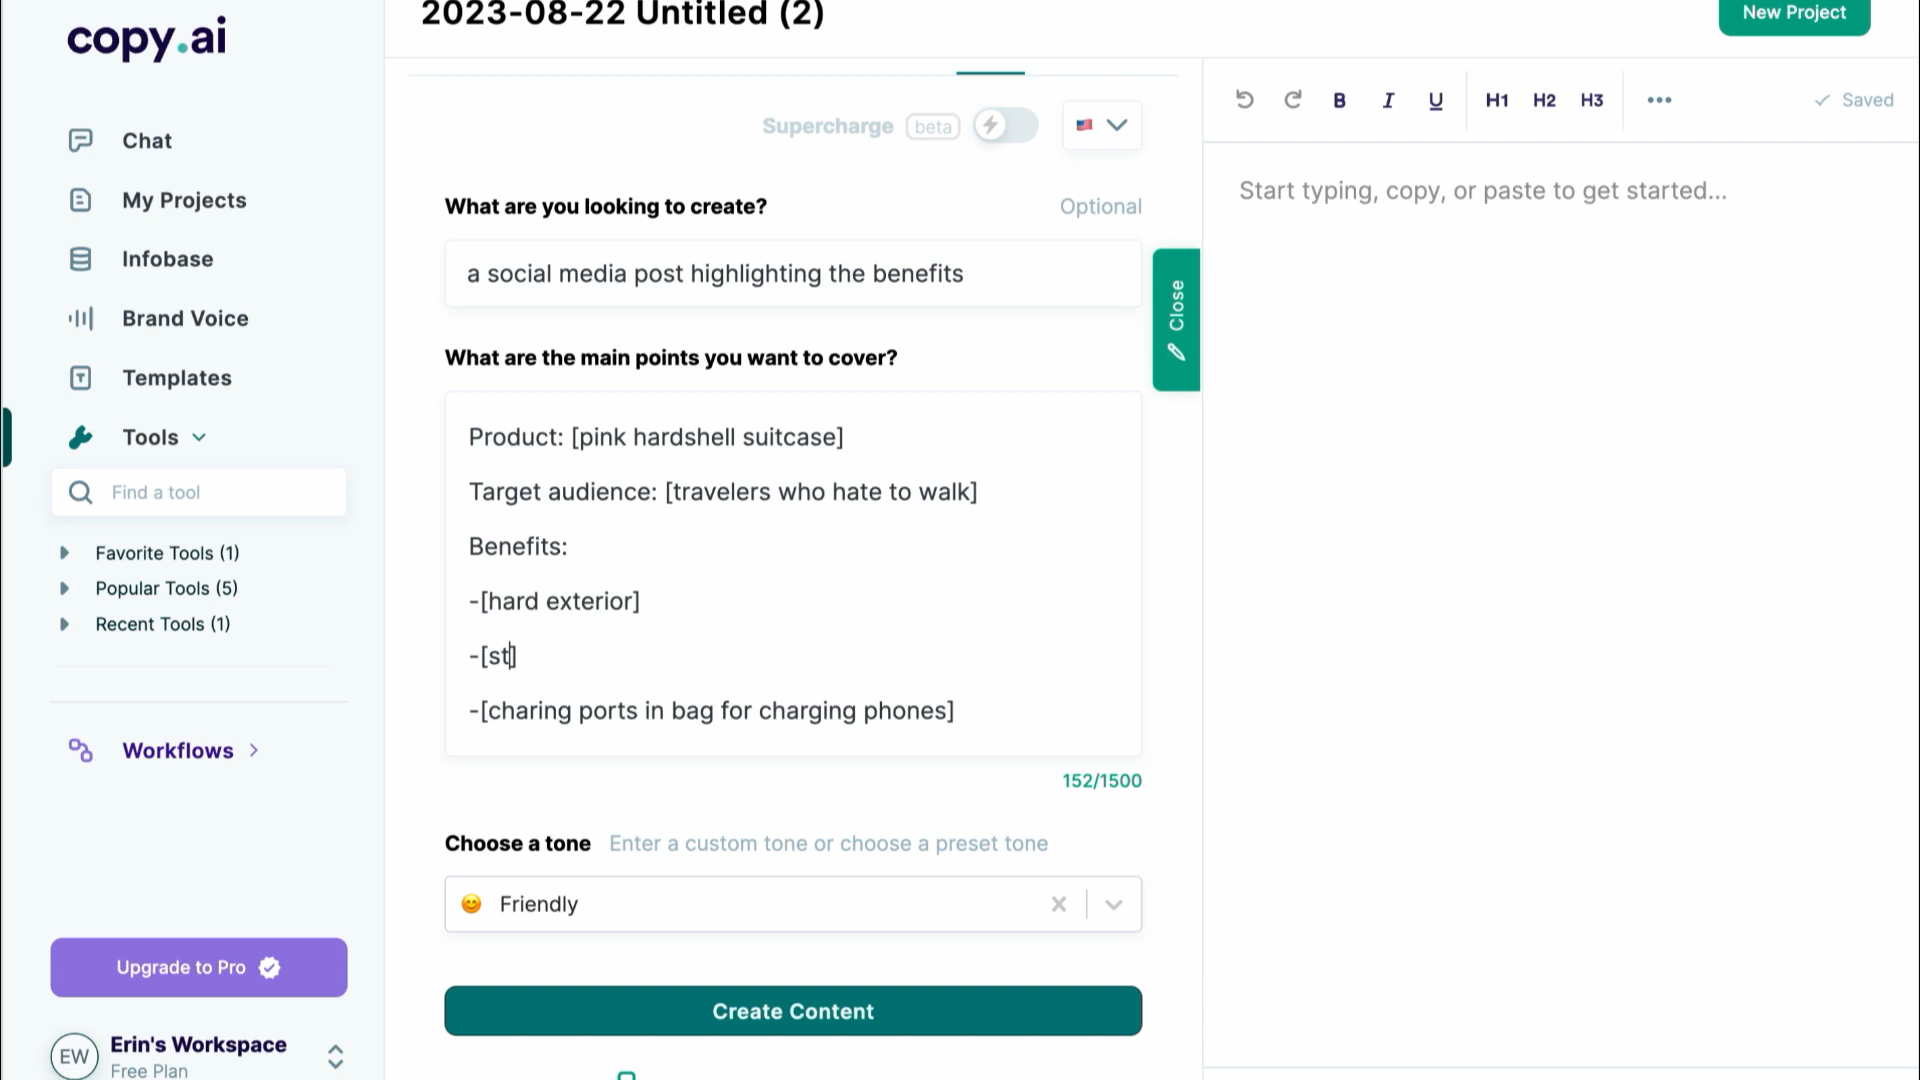 copy.ai
Chat
My Projects
Infobase
Brand Voice
Templates
Tools
Find a tool
Favorite Tools (1)
Popular Tools (5)
Recent Tools (1)
Workflows
Upgrade to Pro
EW
Erin's Workspace
Free Plan
2023-08-22 Untitled (2)
New Project
Supercharge beta
What are you looking to create? Optional
a social media post highlighting the benefits
What are the main points you want to cover?
Product: [pink hardshell suitcase]
Target audience: [travelers who hate to walk]
Benefits:
-[hard exterior]
-[st]
-[charing ports in bag for charging phones]
152/1500
Choose a tone Enter a custom tone or choose a preset tone
😊 Friendly
Create Content
Close
B I U H1 H2 H3 ••• Saved
Start typing, copy, or paste to get started...